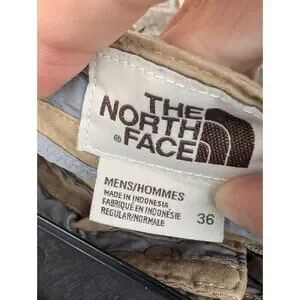 THE
NORTH
® FACE
MENS/HOMMES
MADE IN INDONESIA
FABRIQUÉ EN INDONÉSIE
REGULAR/NORMALE
36